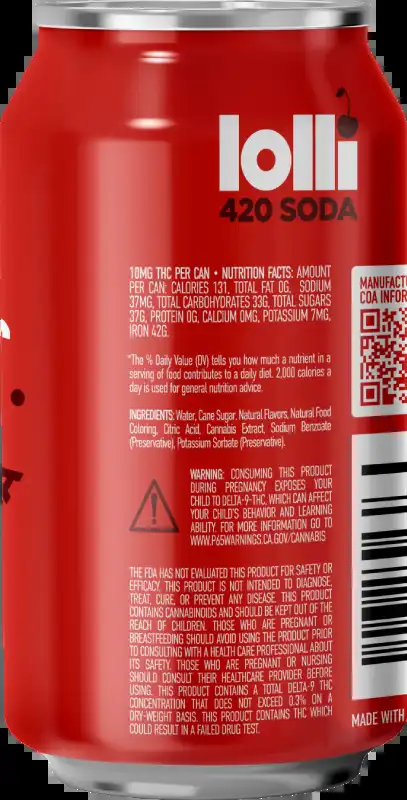 lolli
420 SODA
10MG THC PER CAN • NUTRITION FACTS: AMOUNT
PER CAN: CALORIES 131, TOTAL FAT 0G, SODIUM
37MG, TOTAL CARBOHYDRATES 33G, TOTAL SUGARS
37G, PROTEIN 0G, CALCIUM 0MG, POTASSIUM 7MG,
IRON 42G.
*The % Daily Value (DV) tells you how much a nutrient in a
serving of food contributes to a daily diet. 2,000 calories a
day is used for general nutrition advice.
INGREDIENTS: Water, Cane Sugar, Natural Flavors, Natural Food
Coloring, Citric Acid, Cannabis Extract, Sodium Benzoate
(Preservative), Potassium Sorbate (Preservative).
WARNING: CONSUMING THIS PRODUCT
DURING PREGNANCY EXPOSES YOUR
CHILD TO DELTA-9-THC, WHICH CAN AFFECT
YOUR CHILD'S BEHAVIOR AND LEARNING
ABILITY. FOR MORE INFORMATION GO TO
WWW.P65WARNINGS.CA.GOV/CANNABIS
THE FDA HAS NOT EVALUATED THIS PRODUCT FOR SAFETY OR
EFFICACY. THIS PRODUCT IS NOT INTENDED TO DIAGNOSE,
TREAT, CURE, OR PREVENT ANY DISEASE. THIS PRODUCT
CONTAINS CANNABINOIDS AND SHOULD BE KEPT OUT OF THE
REACH OF CHILDREN. THOSE WHO ARE PREGNANT OR
BREASTFEEDING SHOULD AVOID USING THE PRODUCT PRIOR
TO CONSULTING WITH A HEALTH CARE PROFESSIONAL ABOUT
ITS SAFETY. THOSE WHO ARE PREGNANT OR NURSING
SHOULD CONSULT THEIR HEALTHCARE PROVIDER BEFORE
USING. THIS PRODUCT CONTAINS A TOTAL DELTA-9 THC
CONCENTRATION THAT DOES NOT EXCEED 0.3% ON A
DRY-WEIGHT BASIS. THIS PRODUCT CONTAINS THC WHICH
COULD RESULT IN A FAILED DRUG TEST.
MANUFACT
COA INFOR
MADE WITH